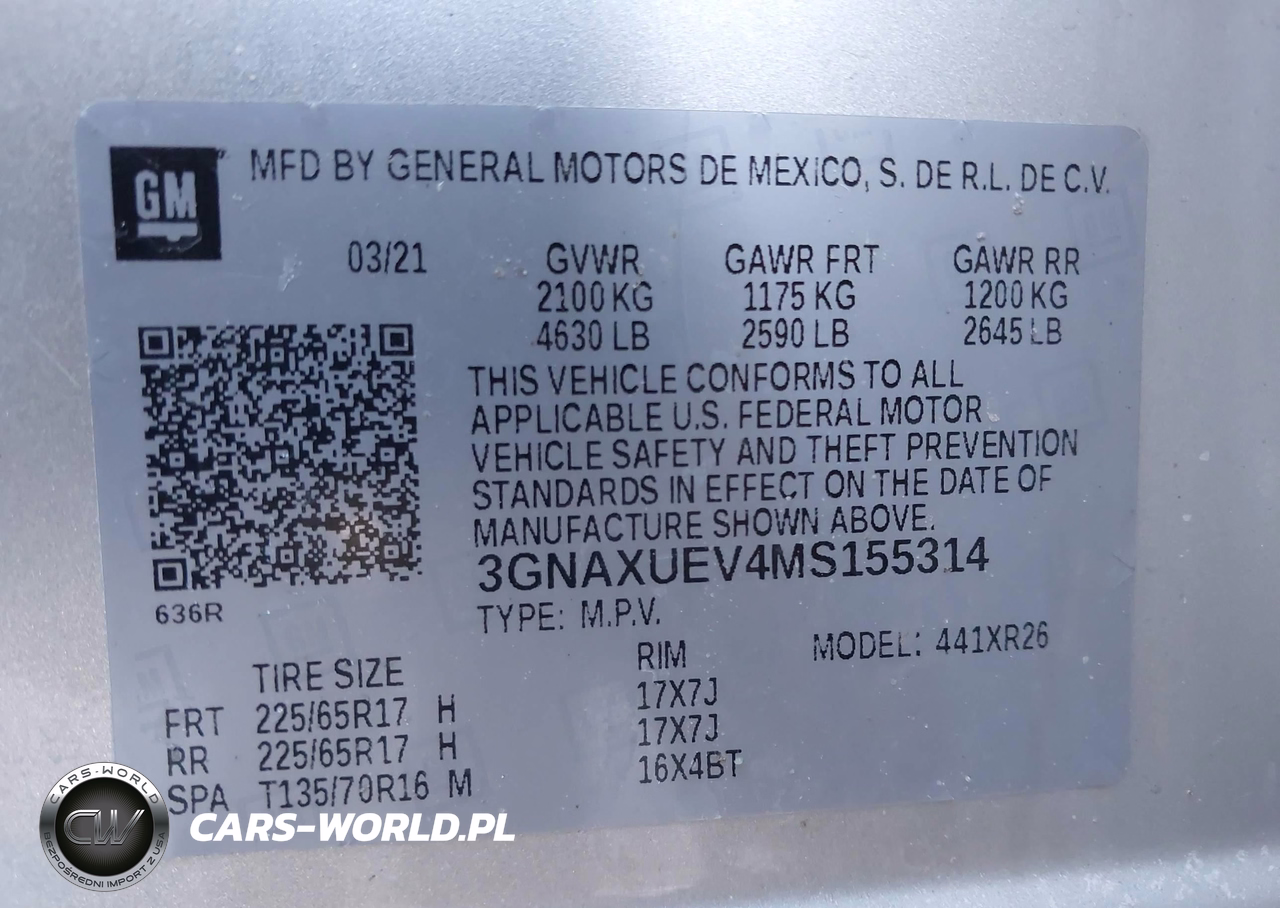 GM
MFD BY GENERAL MOTORS DE MEXICO, S. DE R.L. DE C.V.
03/21 GVWR GAWR FRT GAWR RR
2100 KG 1175 KG 1200 KG
4630 LB 2590 LB 2645 LB
THIS VEHICLE CONFORMS TO ALL
APPLICABLE U.S. FEDERAL MOTOR
VEHICLE SAFETY AND THEFT PREVENTION
STANDARDS IN EFFECT ON THE DATE OF
MANUFACTURE SHOWN ABOVE.
3GNAXUEV4MS155314
636R
TYPE: M.P.V.
MODEL: 441XR26
TIRE SIZE RIM
FRT 225/65R17 H 17X7J
RR 225/65R17 H 17X7J
SPA T135/70R16 M 16X4BT
CARS-WORLD
CW
BEZPOŚREDNI IMPORT Z USA
CARS-WORLD.PL